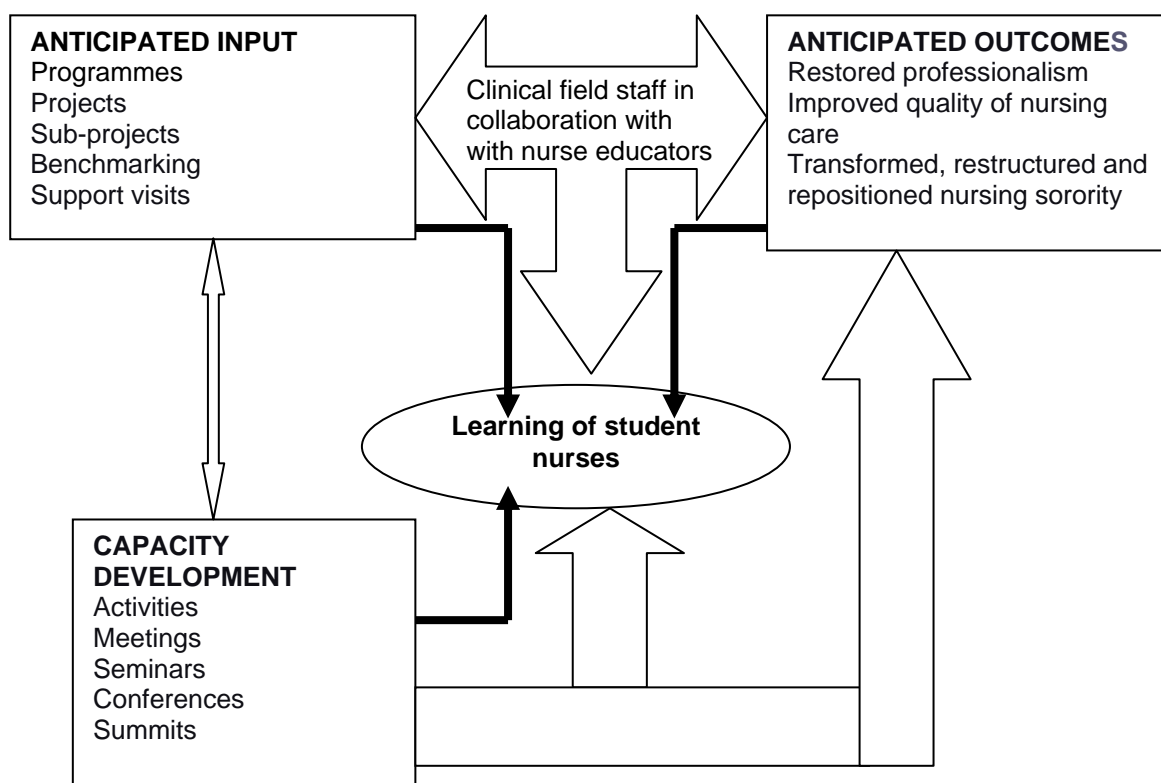 ANTICIPATED INPUT
Programmes
Projects
Sub-projects
Benchmarking
Support visits
Clinical field staff in
collaboration with
with nurse educators
ANTICIPATED OUTCOMES
Restored professionalism
Improved quality of nursing
care
Transformed, restructured and
repositioned nursing sorority
Learning of student
nurses
CAPACITY
DEVELOPMENT
Activities
Meetings
Seminars
Conferences
Summits